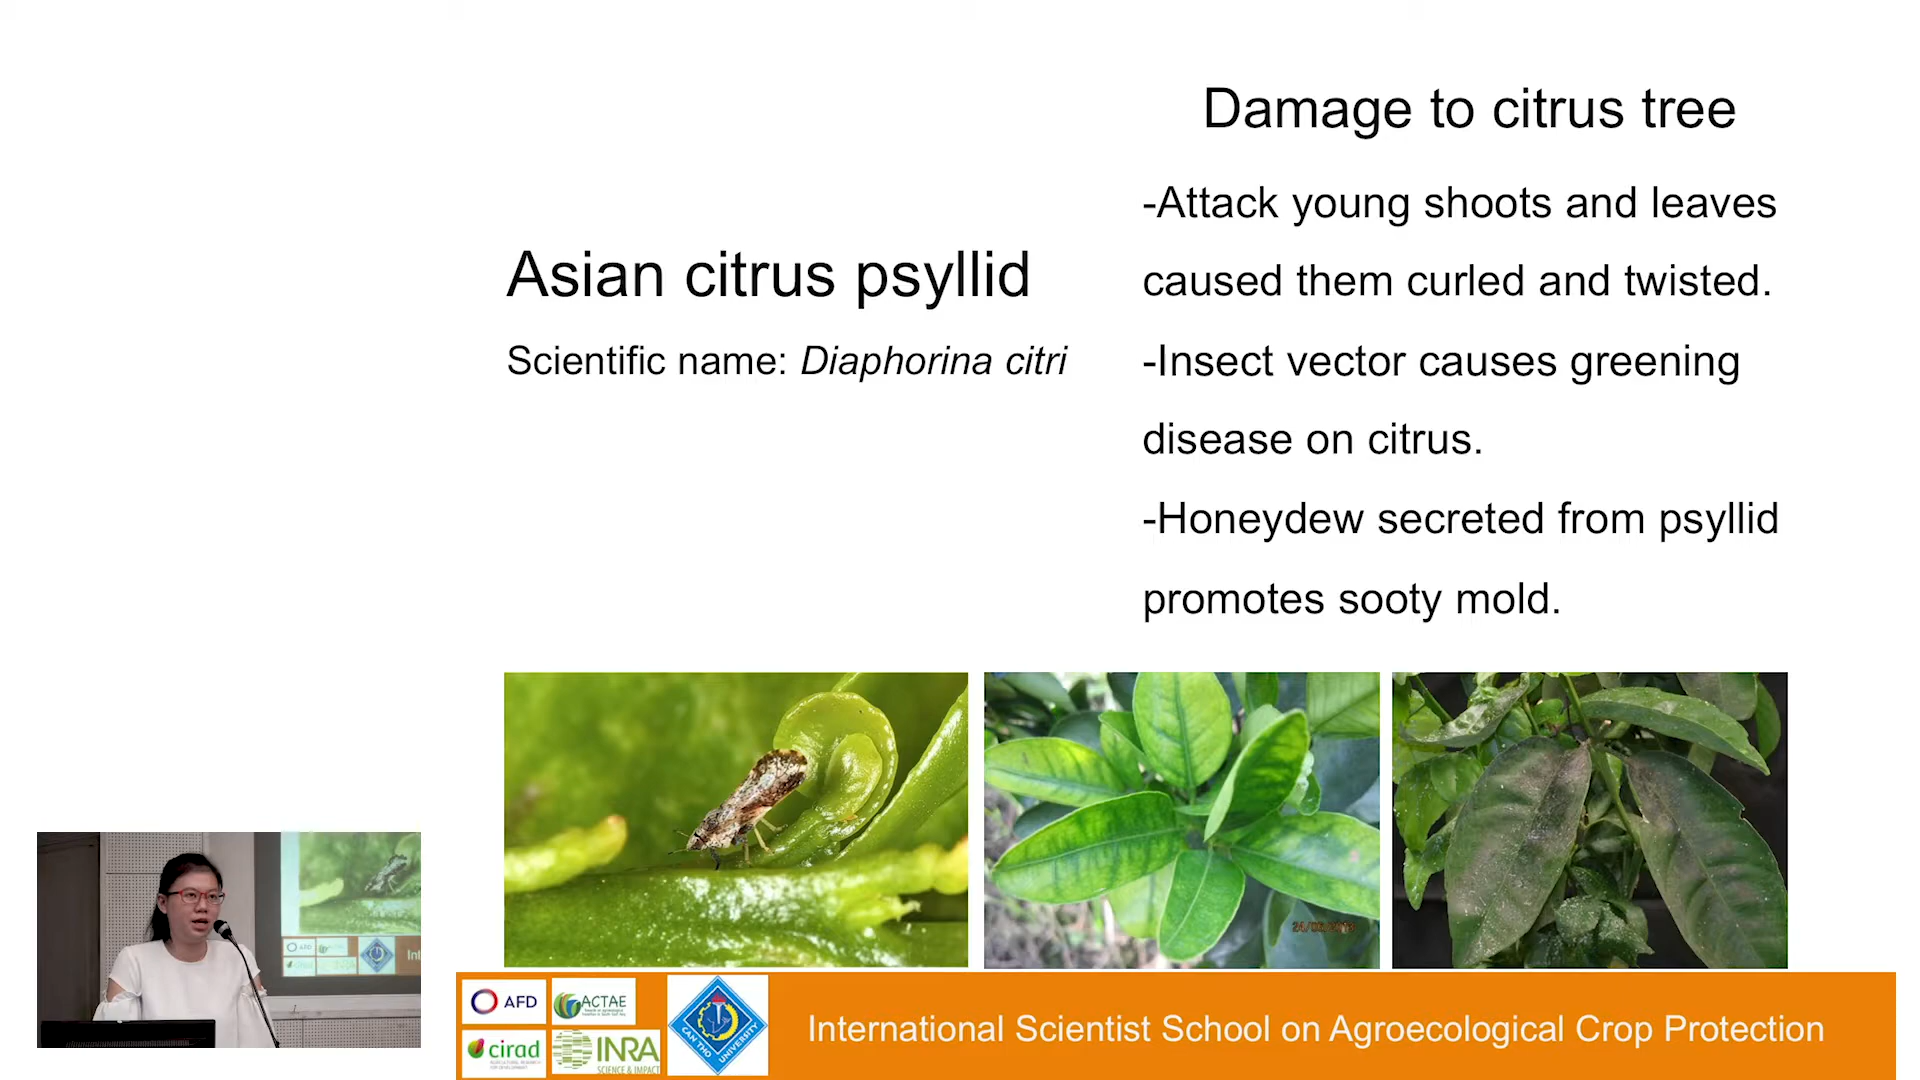 Damage to citrus tree
-Attack young shoots and leaves
caused them curled and twisted.
-Insect vector causes greening
disease on citrus.
-Honeydew secreted from psyllid
promotes sooty mold.
Asian citrus psyllid
Scientific name: Diaphorina citri
AFD
ACTAE
cirad
INRA
SCIENCE & IMPACT
CAN THO UNIVERSITY
International Scientist School on Agroecological Crop Protection